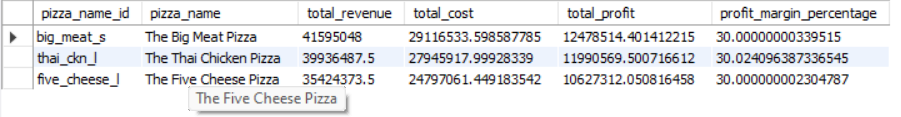 pizza_name_id pizza_name total_revenue total_cost total_profit profit_margin_percentage
big_meat_s The Big Meat Pizza 41595048 29116533.598587785 12478514.401412215 30.00000000339515
thai_ckn_l The Thai Chicken Pizza 39936487.5 27945917.99928339 11990569.500716612 30.024096387336545
five_cheese_l The Five Cheese Pizza 35424373.5 24797061.449183542 10627312.050816458 30.000000002304787
The Five Cheese Pizza